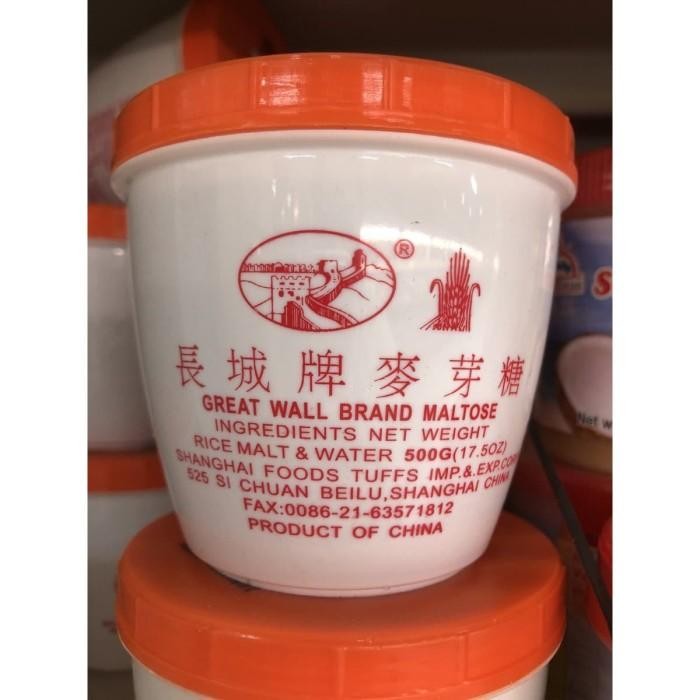 ®
長城牌麥芽糖
GREAT WALL BRAND MALTOSE
INGREDIENTS NET WEIGHT
RICE MALT & WATER 500G(17.5OZ)
SHANGHAI FOODS TUFFS IMP.&.EXP.CORP
525 SI CHUAN BEILU,SHANGHAI CHINA
FAX:0086-21-63571812
PRODUCT OF CHINA
Net